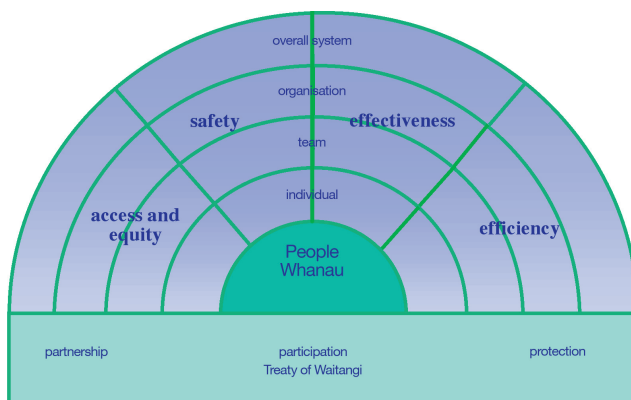 overall system
organisation
safety
effectiveness
team
individual
access and
equity
efficiency
People
Whanau
partnership
participation
protection
Treaty of Waitangi